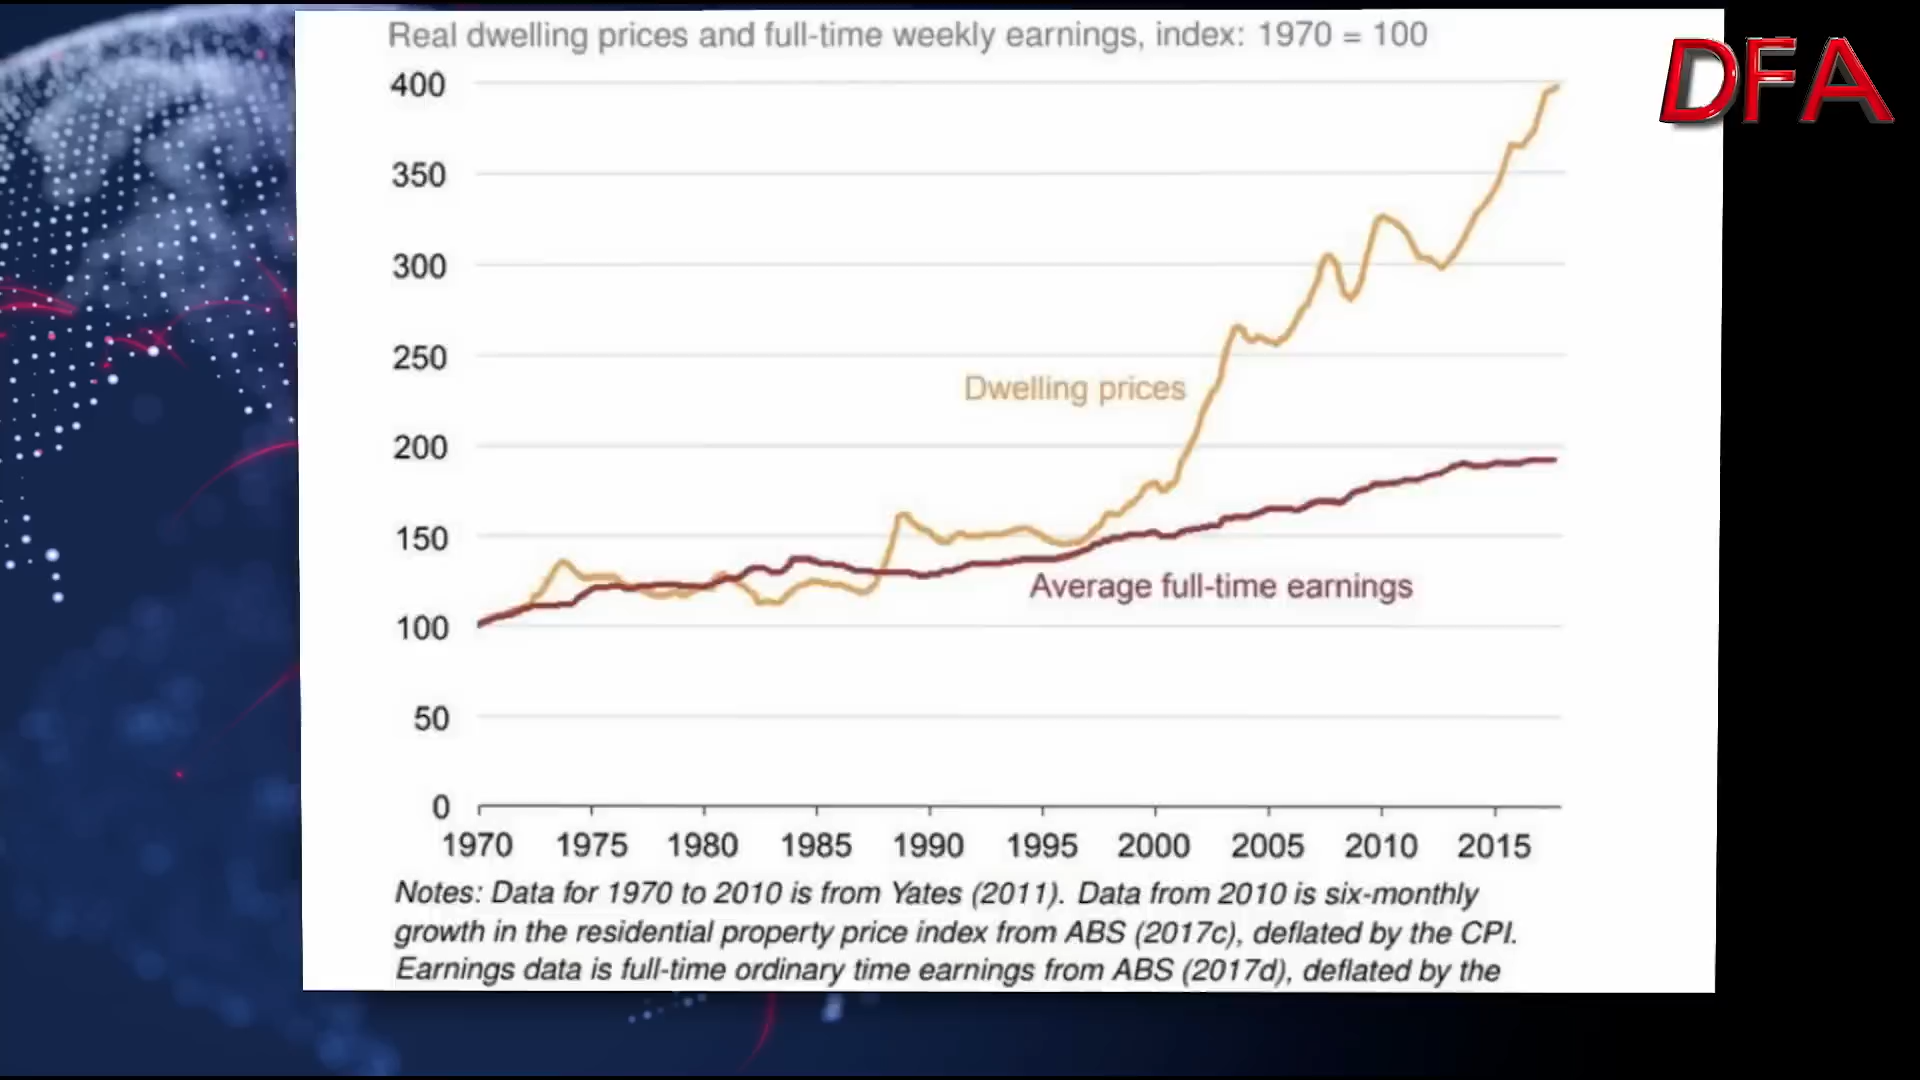 Real dwelling prices and full-time weekly earnings, index: 1970 = 100
DFA
400
350
300
250
Dwelling prices
200
150
Average full-time earnings
100
50
0
1970 1975 1980 1985 1990 1995 2000 2005 2010 2015
Notes: Data for 1970 to 2010 is from Yates (2011). Data from 2010 is six-monthly
growth in the residential property price index from ABS (2017c), deflated by the CPI.
Earnings data is full-time ordinary time earnings from ABS (2017d), deflated by the